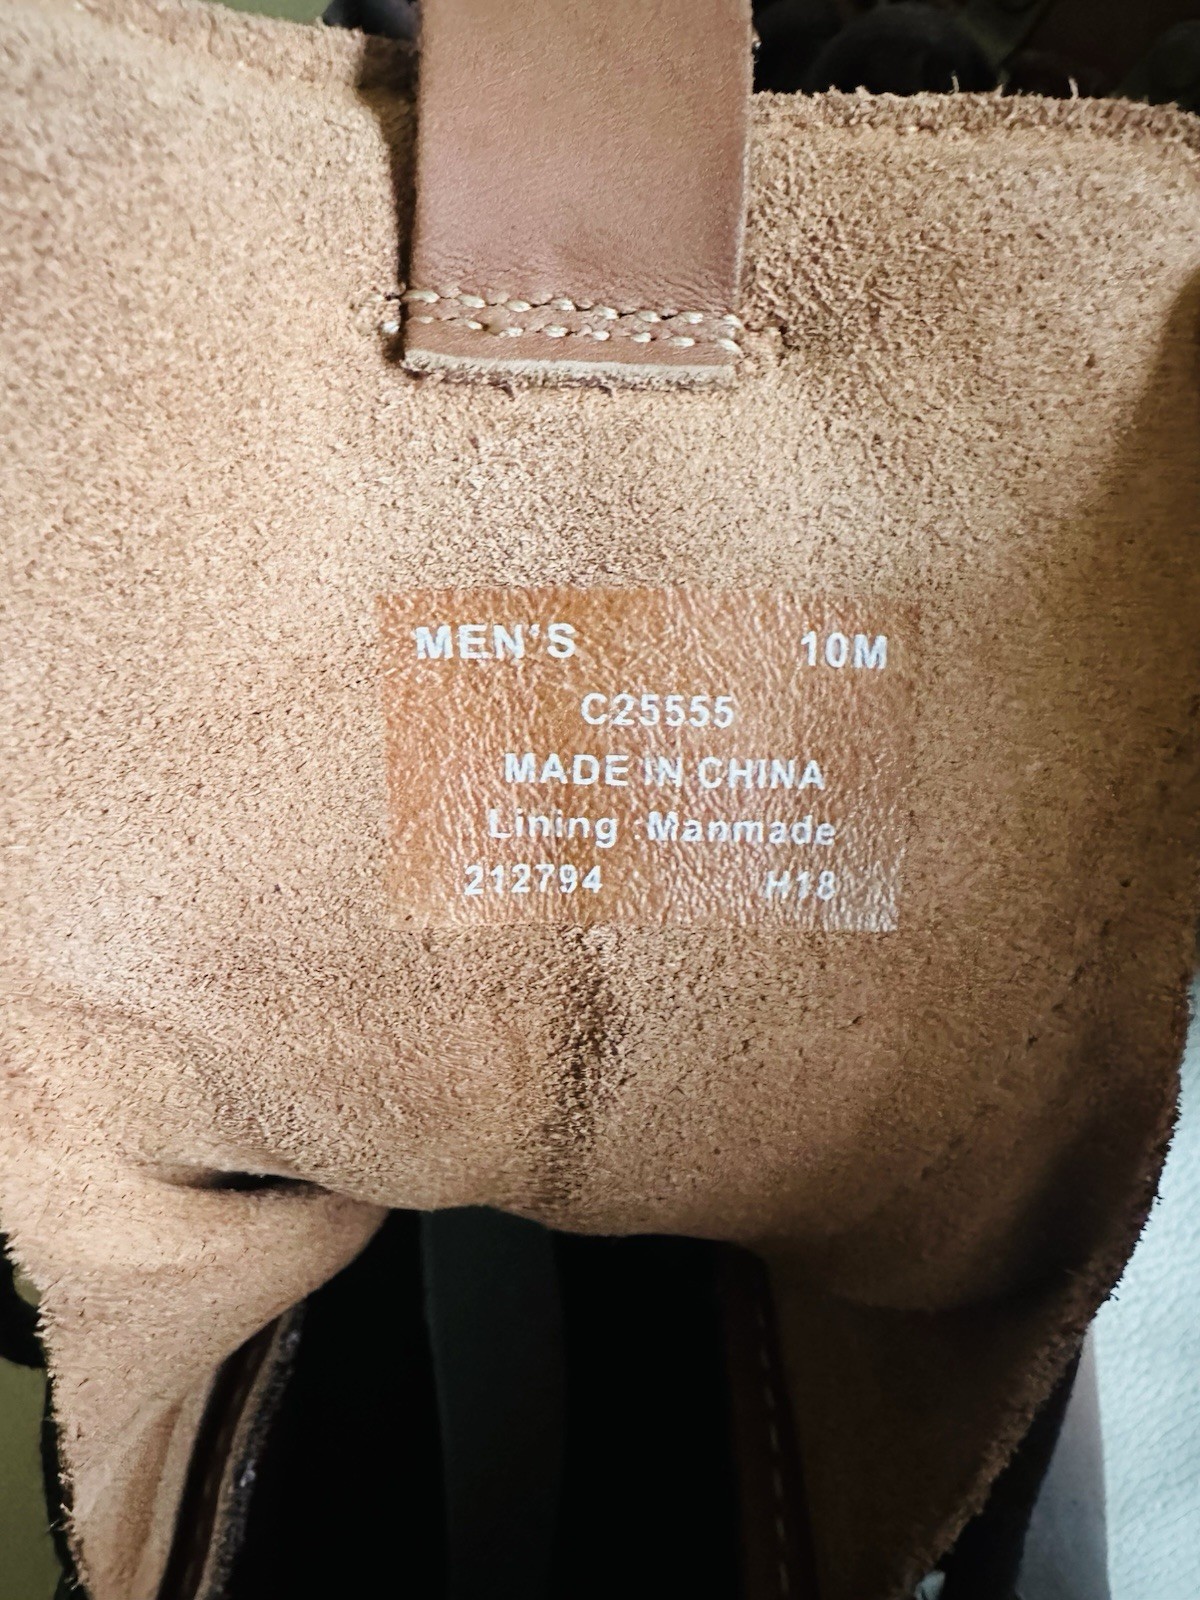 MEN'S 10M
C25555
MADE IN CHINA
Lining :Manmade
212794 H18